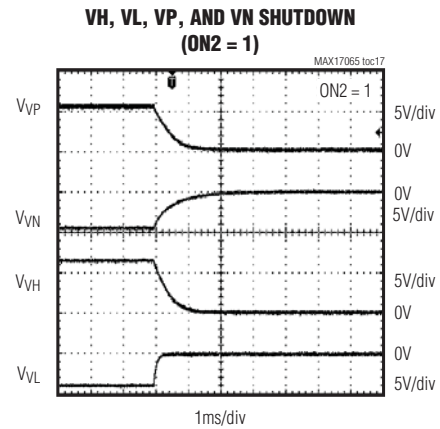 VH, VL, VP, AND VN SHUTDOWN
(ON2 = 1)
MAX17065 toc17
ON2 = 1
VVP
5V/div
0V
0V
VVN
5V/div
VVH
5V/div
0V
0V
VVL
5V/div
1ms/div